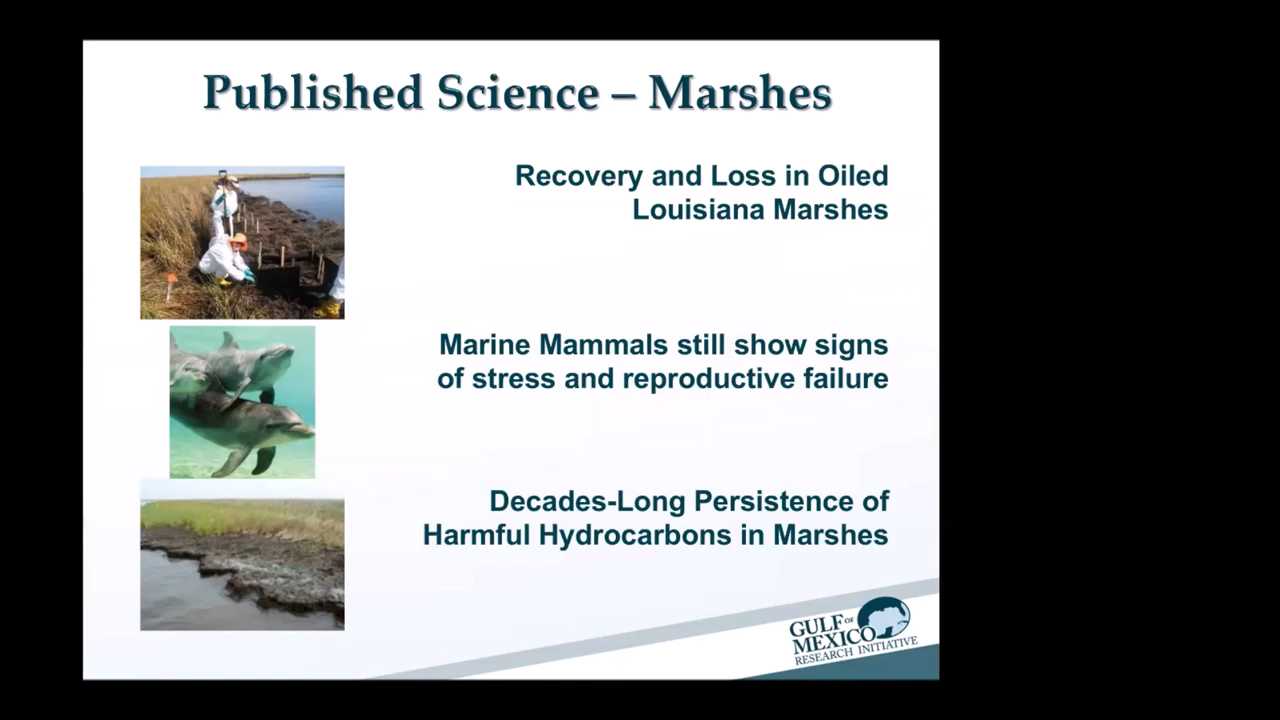 Published Science – Marshes
Recovery and Loss in Oiled
Louisiana Marshes
Marine Mammals still show signs
of stress and reproductive failure
Decades-Long Persistence of
Harmful Hydrocarbons in Marshes
GULF OF
MEXICO
RESEARCH INITIATIVE